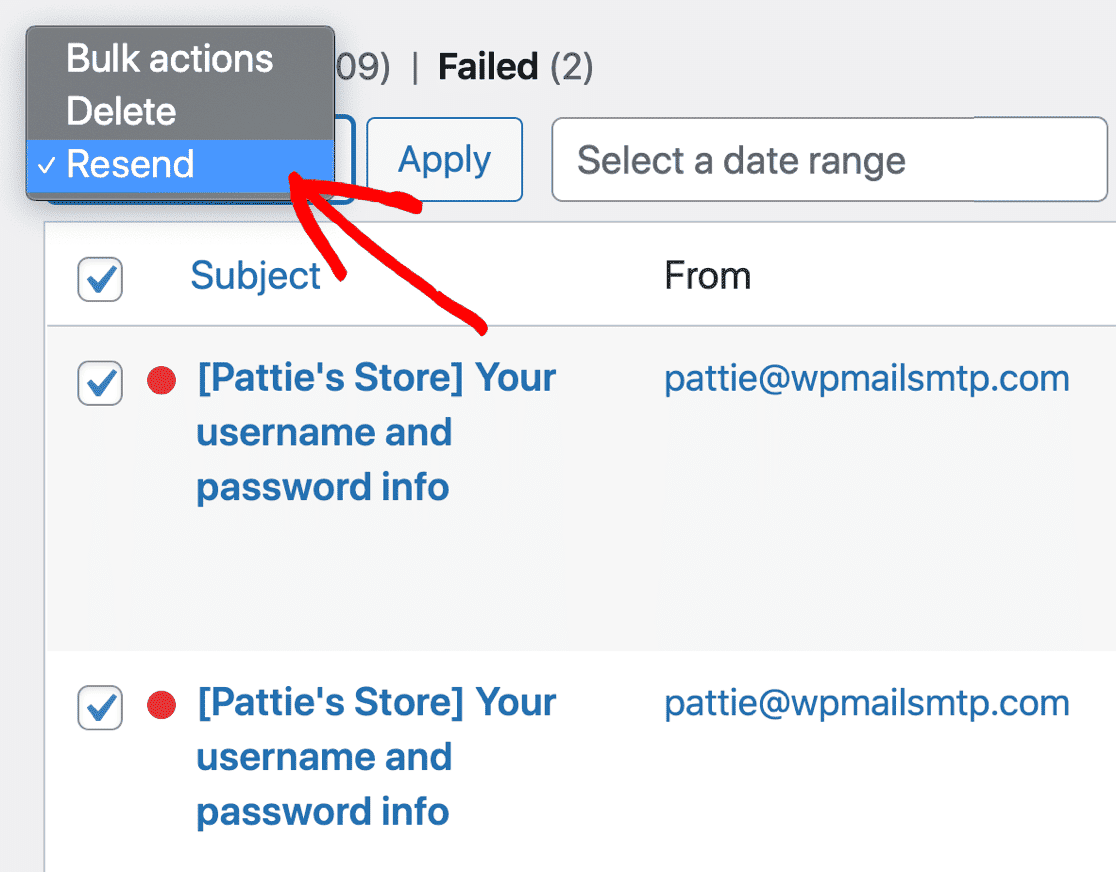 Bulk actions
09) | Failed (2)
Delete
✓ Resend
Apply
Select a date range
Subject From
[Pattie's Store] Your pattie@wpmailsmtp.com
username and
password info
[Pattie's Store] Your pattie@wpmailsmtp.com
username and
password info